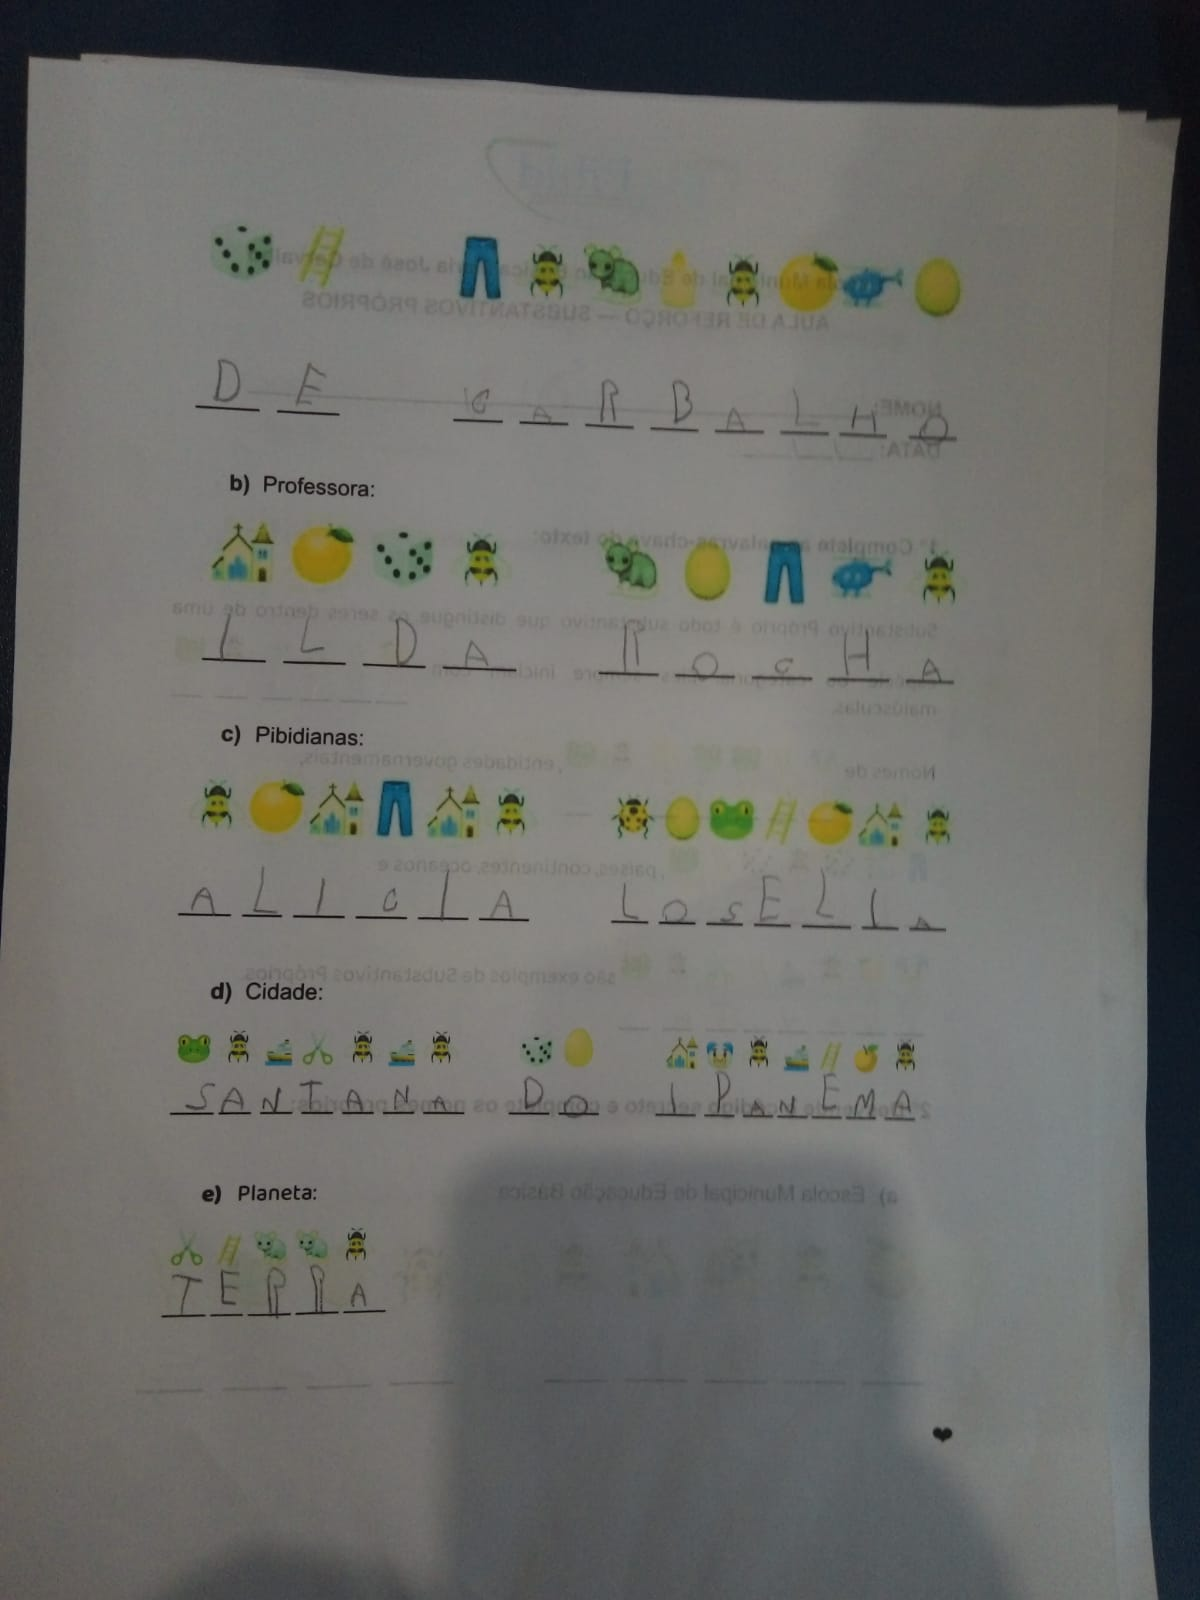 D E C A R B A L H O
b) Professora:
I L D A R O C H A
c) Pibidianas:
A L I C I A L O S E L I A
d) Cidade:
S A N T A N A D O I P A N E M A
e) Planeta:
T E R R A